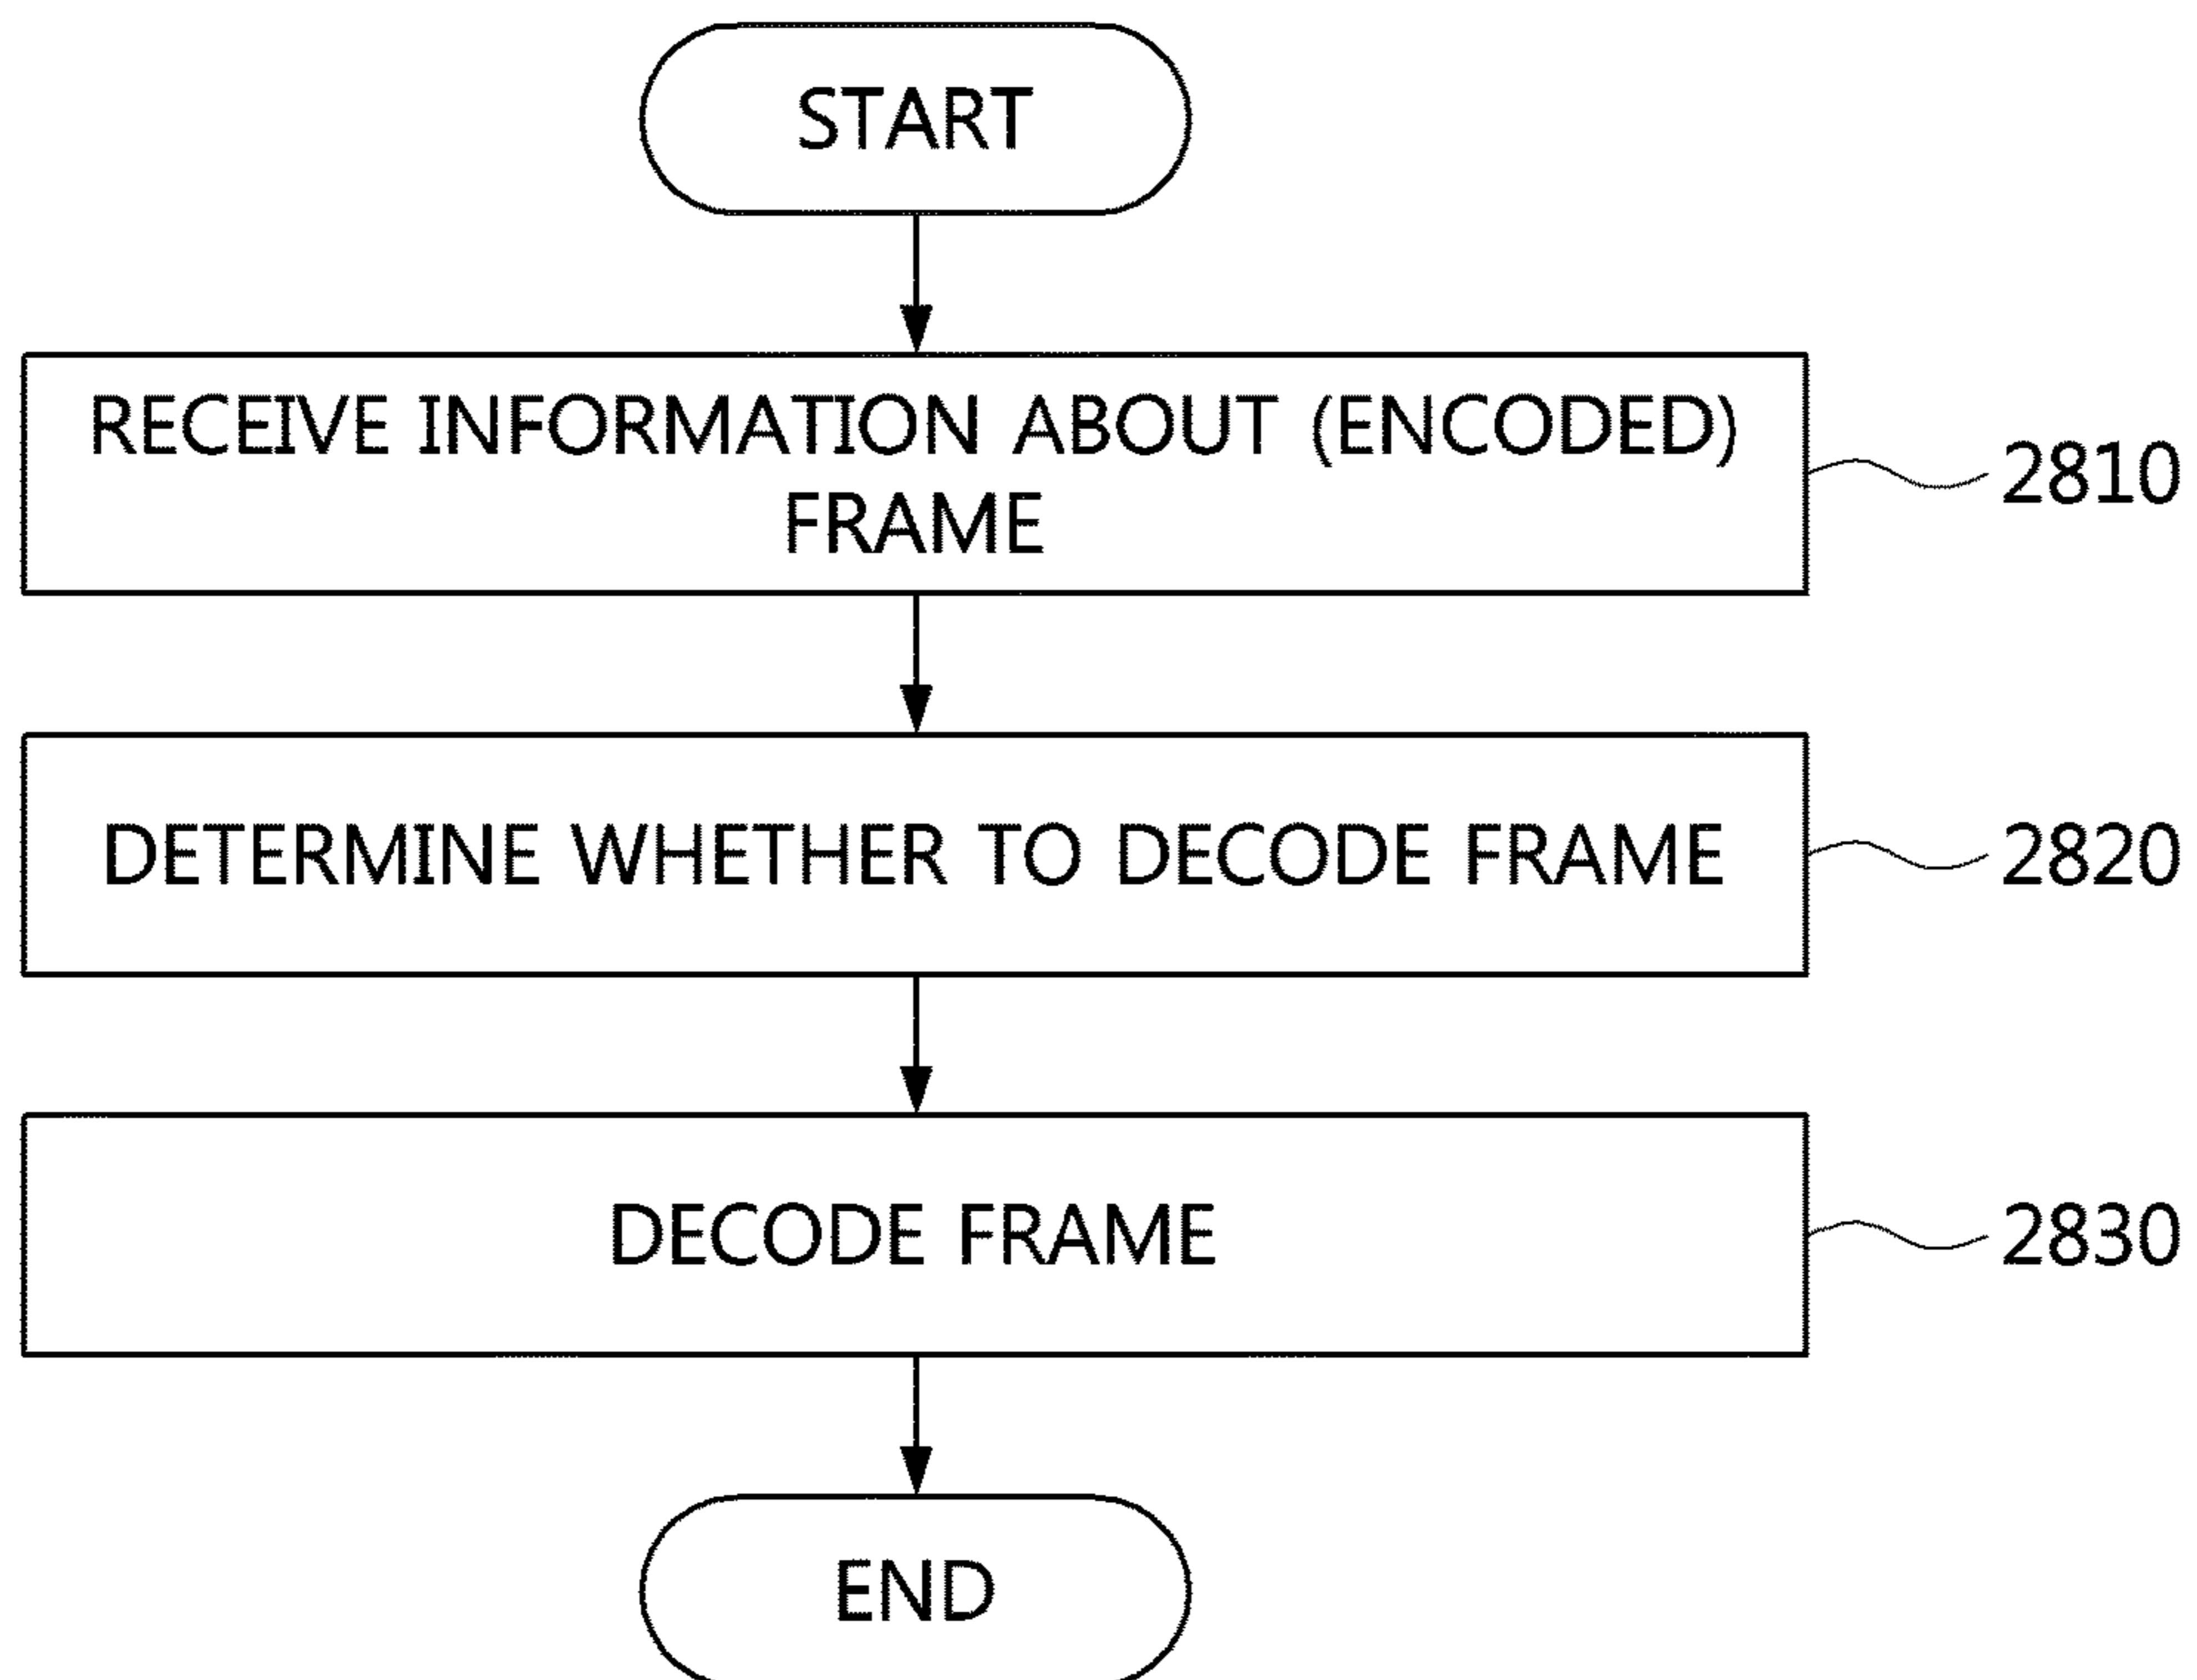 START
RECEIVE INFORMATION ABOUT (ENCODED)
FRAME
2810
DETERMINE WHETHER TO DECODE FRAME
2820
DECODE FRAME
2830
END